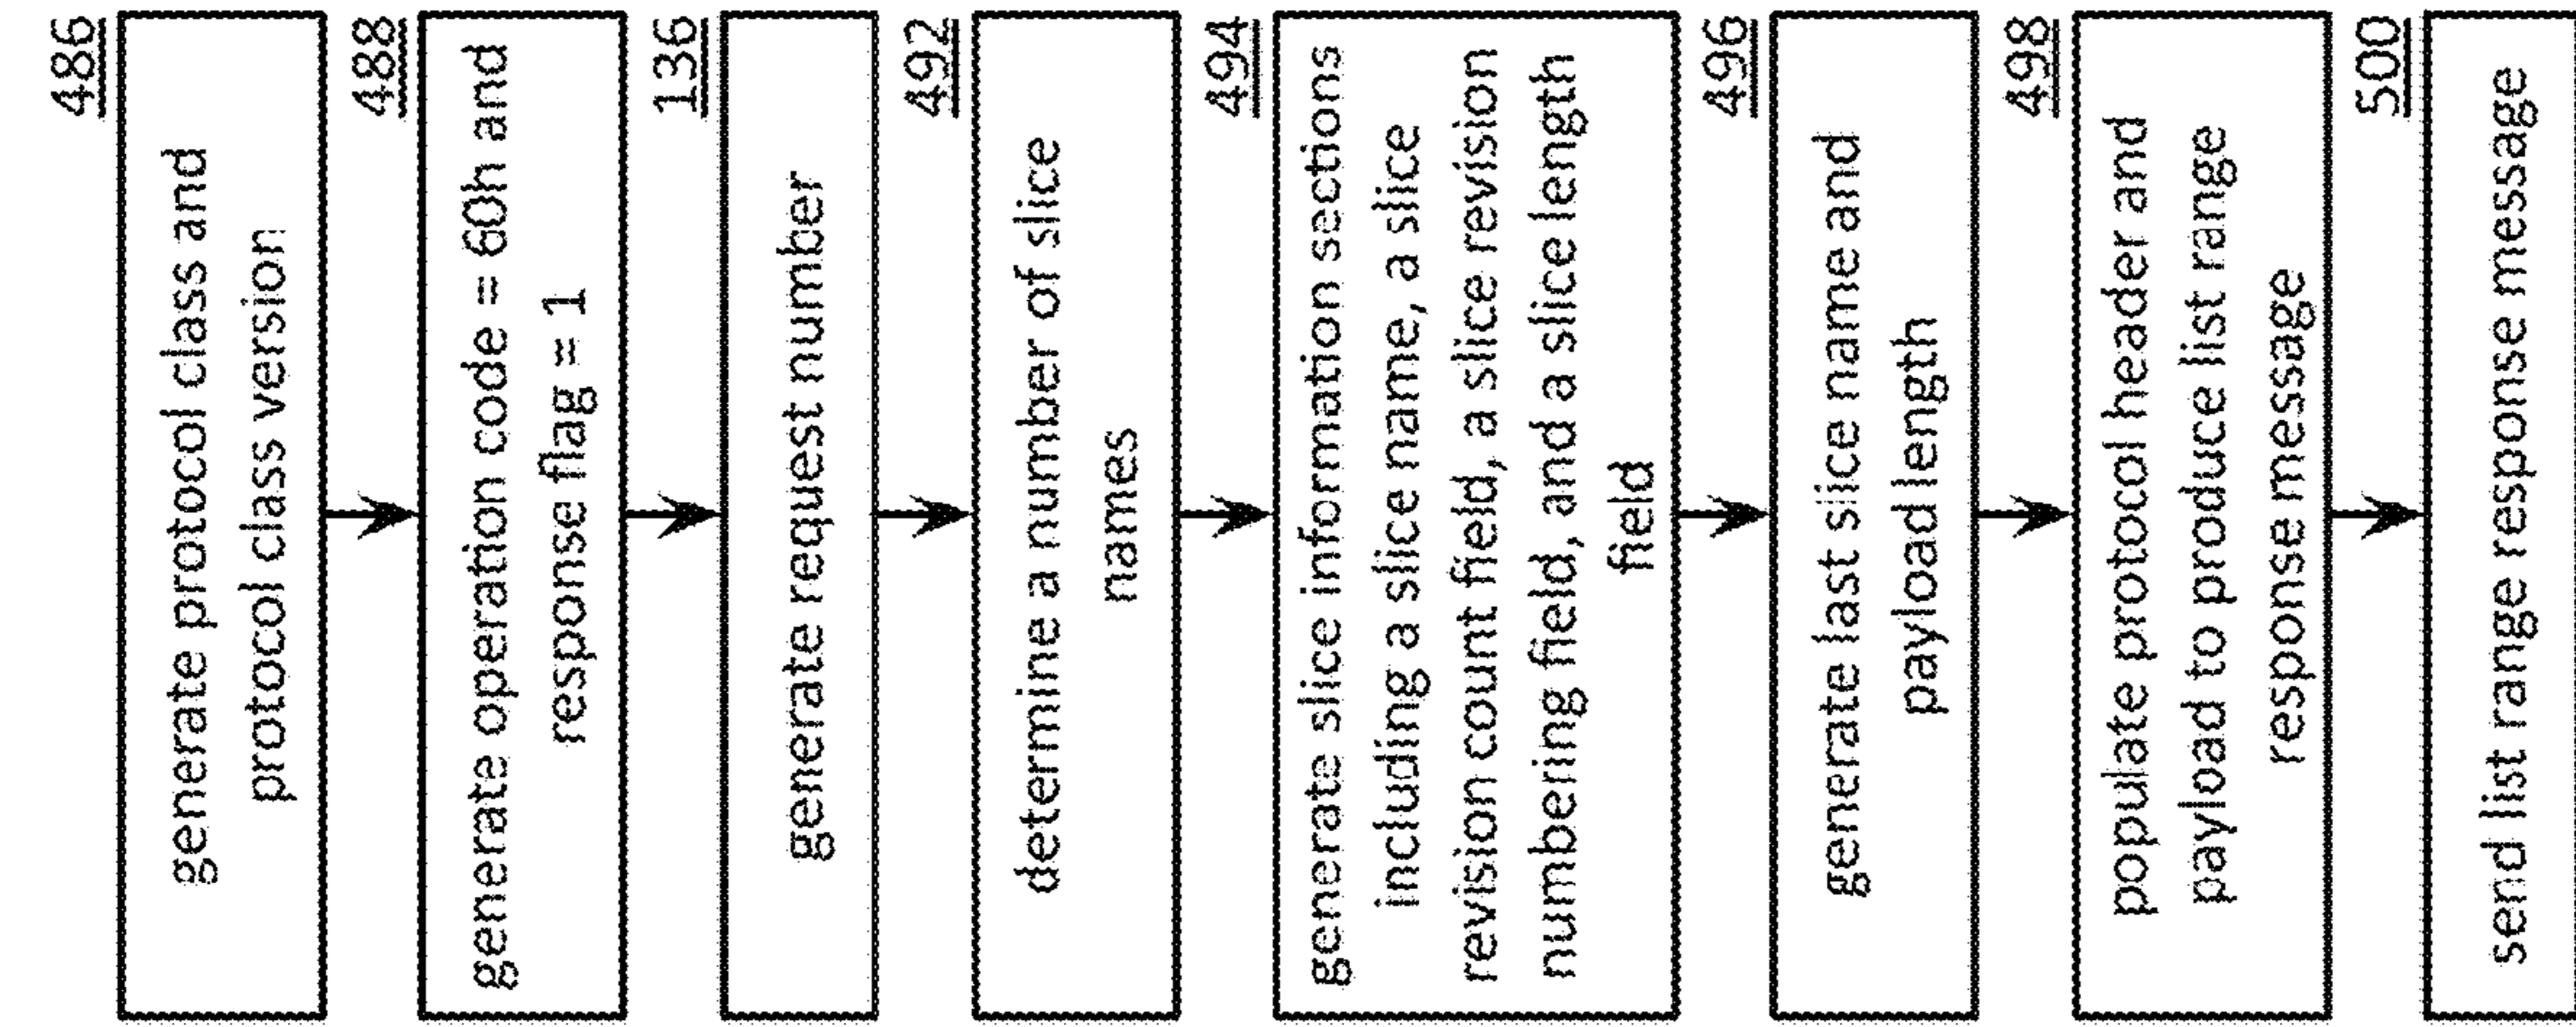 486
generate protocol class and
protocol class version
488
generate operation code = 60h and
response flag = 1
136
generate request number
492
determine a number of slice
names
494
generate slice information sections
including a slice name, a slice
revision count field, a slice revision
numbering field, and a slice length
field
496
generate last slice name and
payload length
498
populate protocol header and
payload to produce list range
response message
500
send list range response message